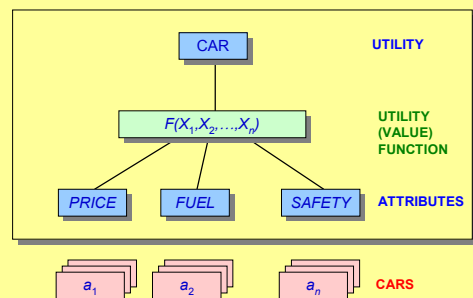 CAR UTILITY
F(X₁,X₂,…,Xₙ) UTILITY
(VALUE)
FUNCTION
PRICE FUEL SAFETY ATTRIBUTES
a₁ a₂ aₙ CARS